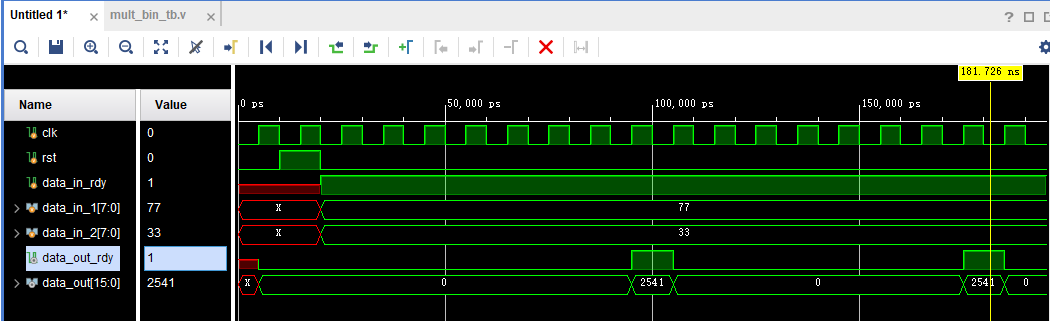 Untitled 1* × mult_bin_tb.v ×
?
181.726 ns
Name Value
0 ps 50,000 ps 100,000 ps 150,000 ps
clk 0
rst 0
data_in_rdy 1
data_in_1[7:0] 77 X 77
data_in_2[7:0] 33 X 33
data_out_rdy 1
data_out[15:0] 2541 X 0 2541 0 2541 0